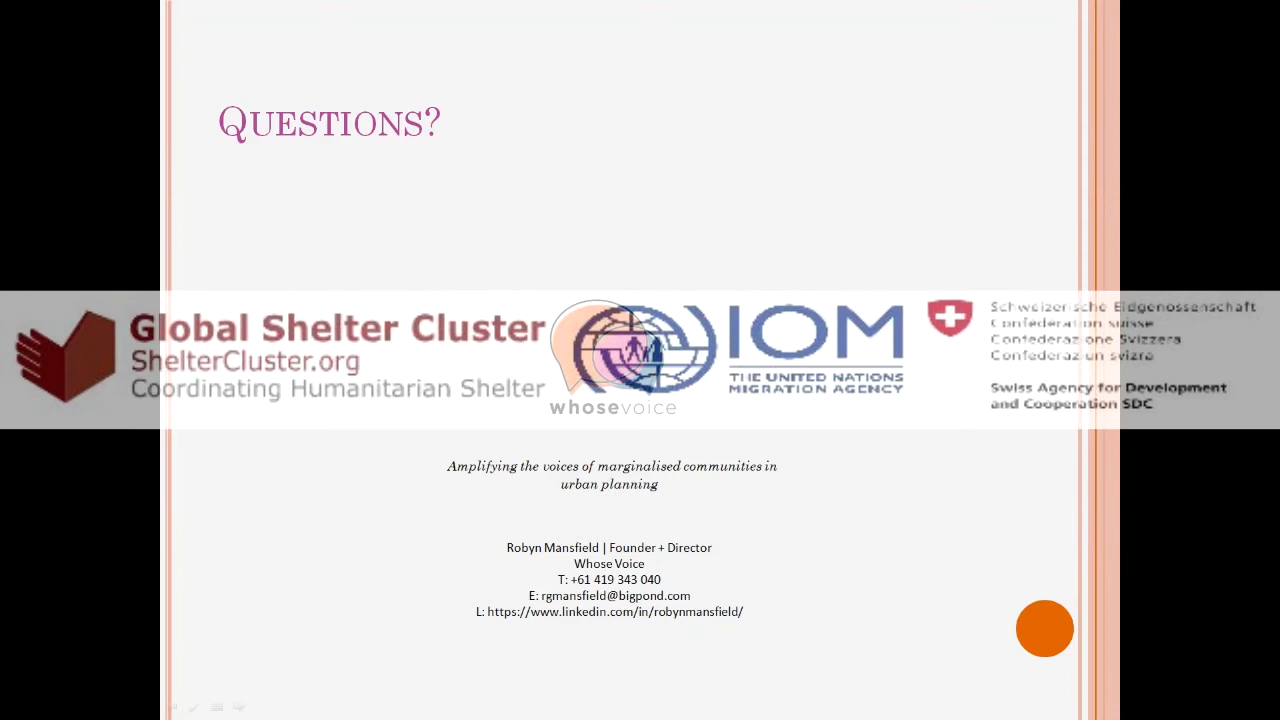 QUESTIONS?
Global Shelter Cluster
ShelterCluster.org
Coordinating Humanitarian Shelter
whosevoice
IOM
THE UNITED NATIONS
MIGRATION AGENCY
Schweizerische Eidgenossenschaft
Confédération suisse
Confederazione Svizzera
Confederaziun svizra
Swiss Agency for Development
and Cooperation SDC
Amplifying the voices of marginalised communities in
urban planning
Robyn Mansfield | Founder + Director
Whose Voice
T: +61 419 343 040
E: rgmansfield@bigpond.com
L: https://www.linkedin.com/in/robynmansfield/